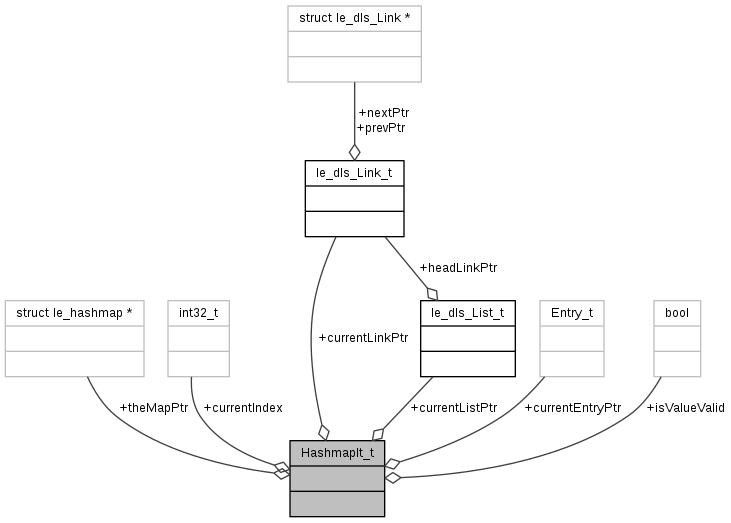 struct le_dls_Link *
+nextPtr
+prevPtr
le_dls_Link_t
+headLinkPtr
struct le_hashmap *
int32_t
le_dls_List_t
Entry_t
bool
+currentLinkPtr
+theMapPtr
+currentIndex
+currentListPtr
+currentEntryPtr
+isValueValid
HashmapIt_t